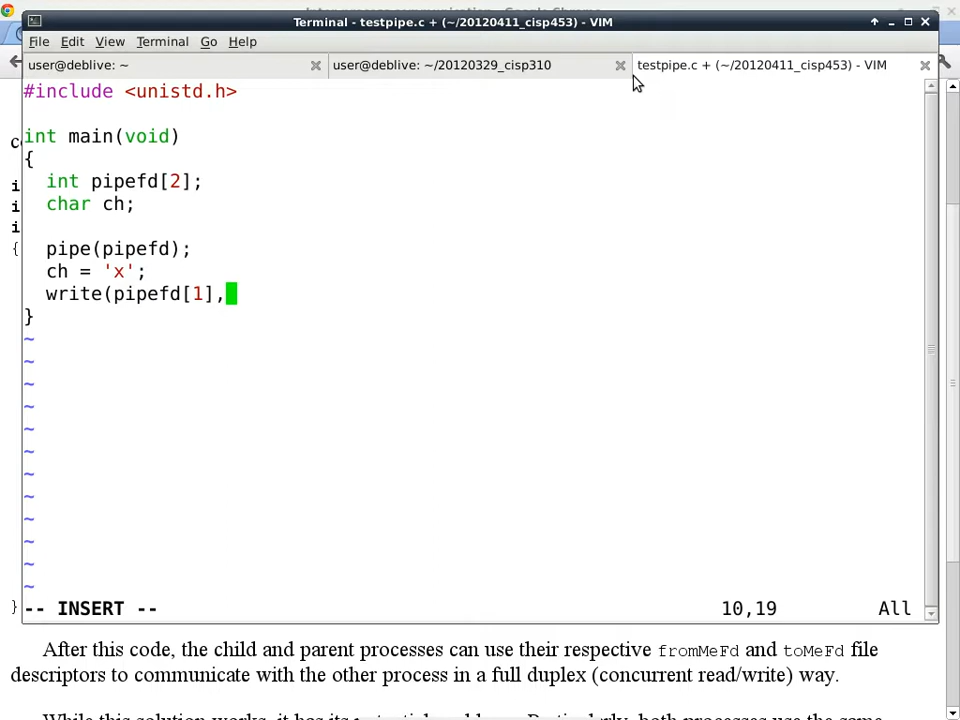 Terminal - testpipe.c + (~/20120411_cisp453) - VIM
File Edit View Terminal Go Help
user@deblive: ~
user@deblive: ~/20120329_cisp310
testpipe.c + (~/20120411_cisp453) - VIM
#include <unistd.h>
int main(void)
{
int pipefd[2];
char ch;
pipe(pipefd);
ch = 'x';
write(pipefd[1],
}
~
~
~
~
~
~
~
~
~
~
~
~
-- INSERT -- 10,19 All
After this code, the child and parent processes can use their respective fromMeFd and toMeFd file
descriptors to communicate with the other process in a full duplex (concurrent read/write) way.